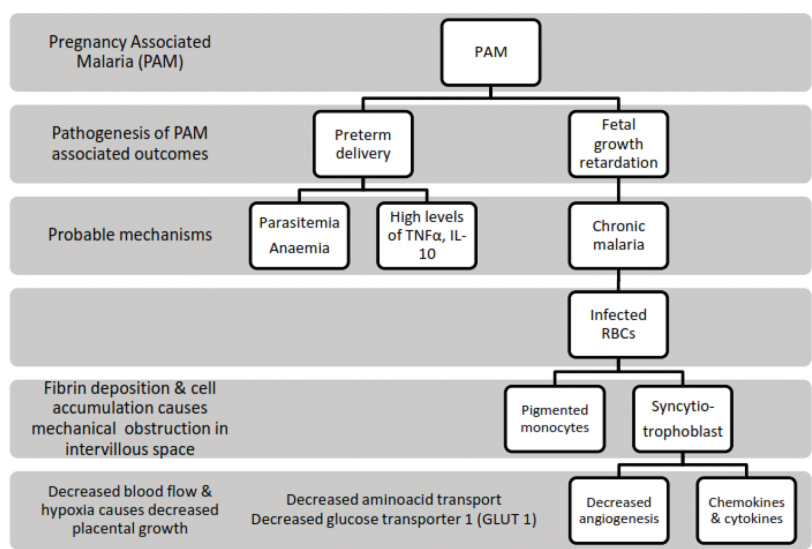 Pregnancy Associated
Malaria (PAM)
PAM
Pathogenesis of PAM
associated outcomes
Preterm
delivery
Fetal
growth
retardation
Probable mechanisms
Parasitemia
Anaemia
High levels
of TNFα, IL-
10
Chronic
malaria
Infected
RBCs
Fibrin deposition & cell
accumulation causes
mechanical obstruction in
intervillous space
Pigmented
monocytes
Syncytio-
trophoblast
Decreased blood flow &
hypoxia causes decreased
placental growth
Decreased aminoacid transport
Decreased glucose transporter 1 (GLUT 1)
Decreased
angiogenesis
Chemokines
& cytokines